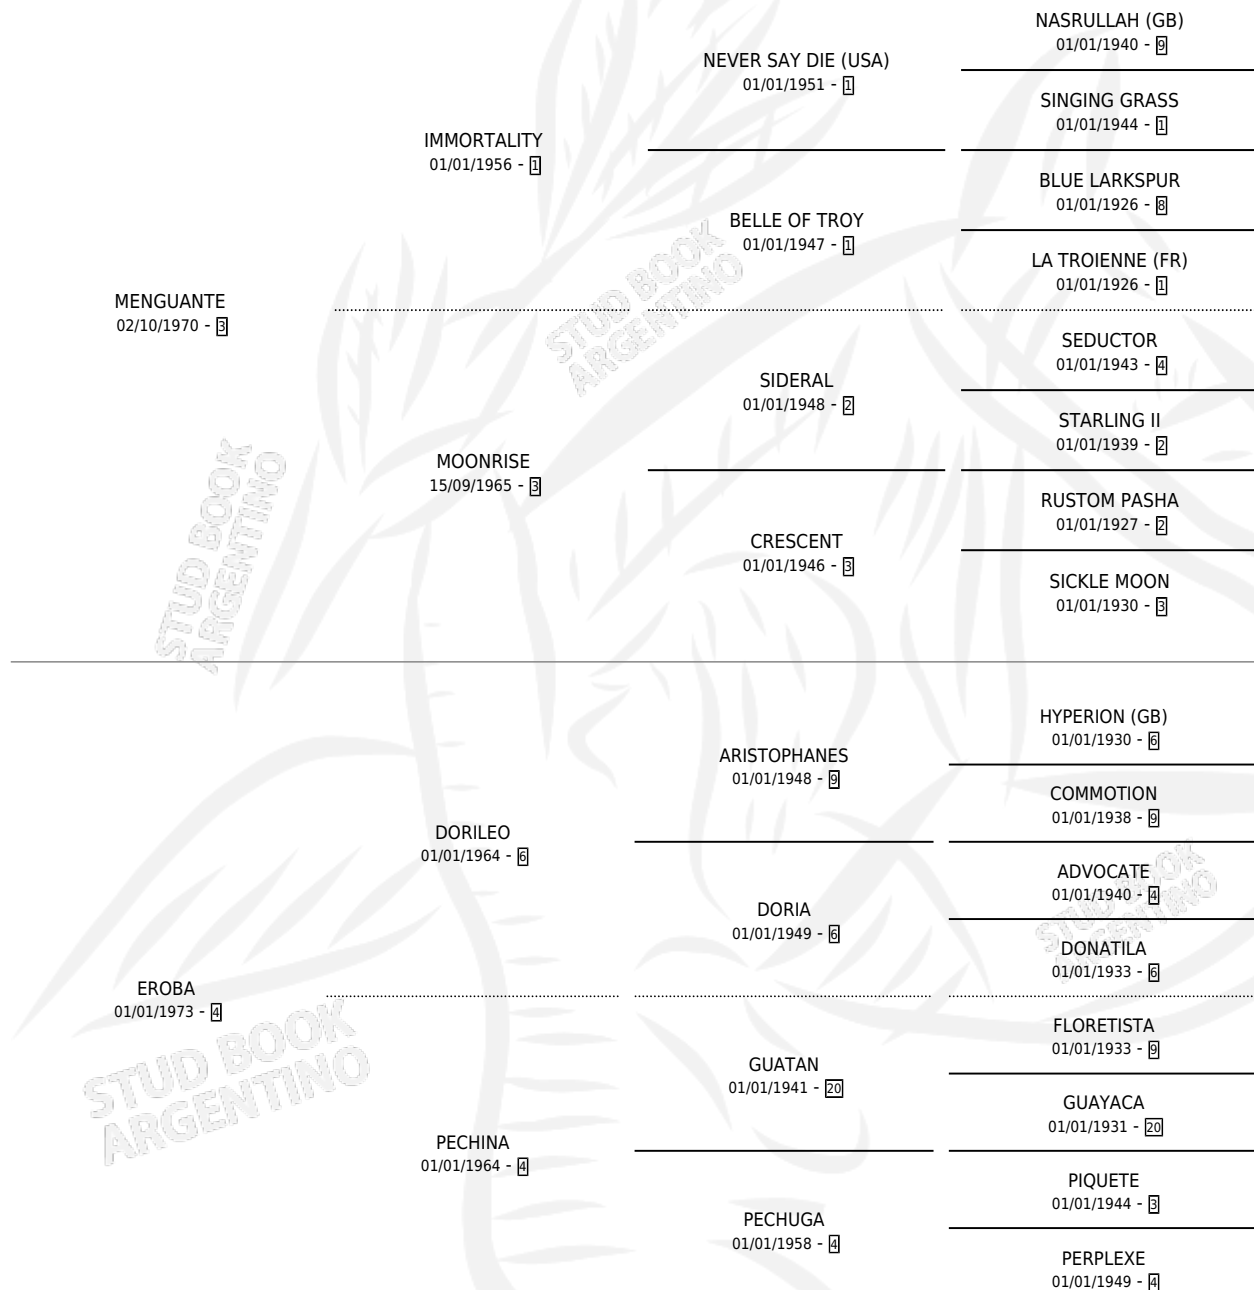 NASRULLAH (GB)
01/01/1940 - 9
NEVER SAY DIE (USA)
01/01/1951 - 1
SINGING GRASS
01/01/1944 - 1
IMMORTALITY
01/01/1956 - 1
BLUE LARKSPUR
01/01/1926 - 8
BELLE OF TROY
01/01/1947 - 1
LA TROIENNE (FR)
01/01/1926 - 1
MENGUANTE
02/10/1970 - 3
SEDUCTOR
01/01/1943 - 4
SIDERAL
01/01/1948 - 2
STARLING II
01/01/1939 - 2
MOONRISE
15/09/1965 - 3
RUSTOM PASHA
01/01/1927 - 2
CRESCENT
01/01/1946 - 3
SICKLE MOON
01/01/1930 - 3
HYPERION (GB)
01/01/1930 - 6
ARISTOPHANES
01/01/1948 - 9
COMMOTION
01/01/1938 - 9
DORILEO
01/01/1964 - 6
ADVOCATE
01/01/1940 - 4
DORIA
01/01/1949 - 6
DONATILA
01/01/1933 - 6
EROBA
01/01/1973 - 4
FLORETISTA
01/01/1933 - 9
GUATAN
01/01/1941 - 20
GUAYACA
01/01/1931 - 20
PECHINA
01/01/1964 - 4
PIQUETE
01/01/1944 - 3
PECHUGA
01/01/1958 - 4
PERPLEXE
01/01/1949 - 4
STUD BOOK
ARGENTINO
STUD BOOK
ARGENTINO
STUD BOOK
ARGENTINO
STUD BOOK
ARGENTINO